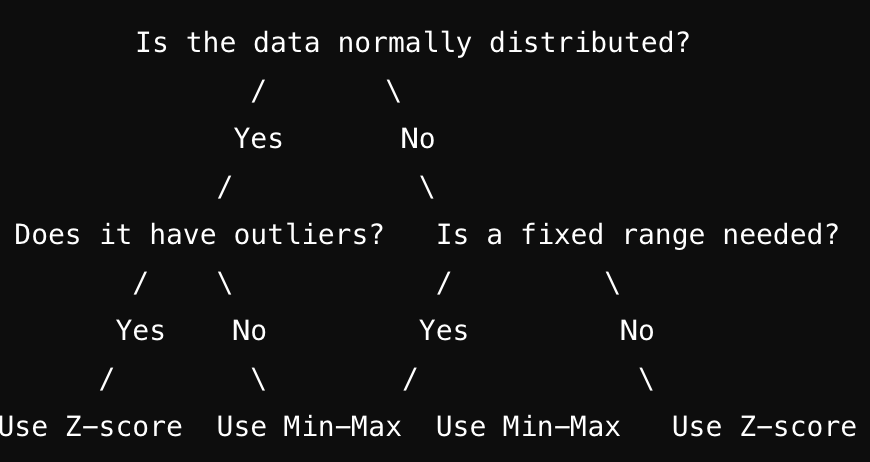 Is the data normally distributed?
/ \
Yes No
/ \
Does it have outliers? Is a fixed range needed?
/ \ / \
Yes No Yes No
/ \ / \
Use Z-score Use Min-Max Use Min-Max Use Z-score